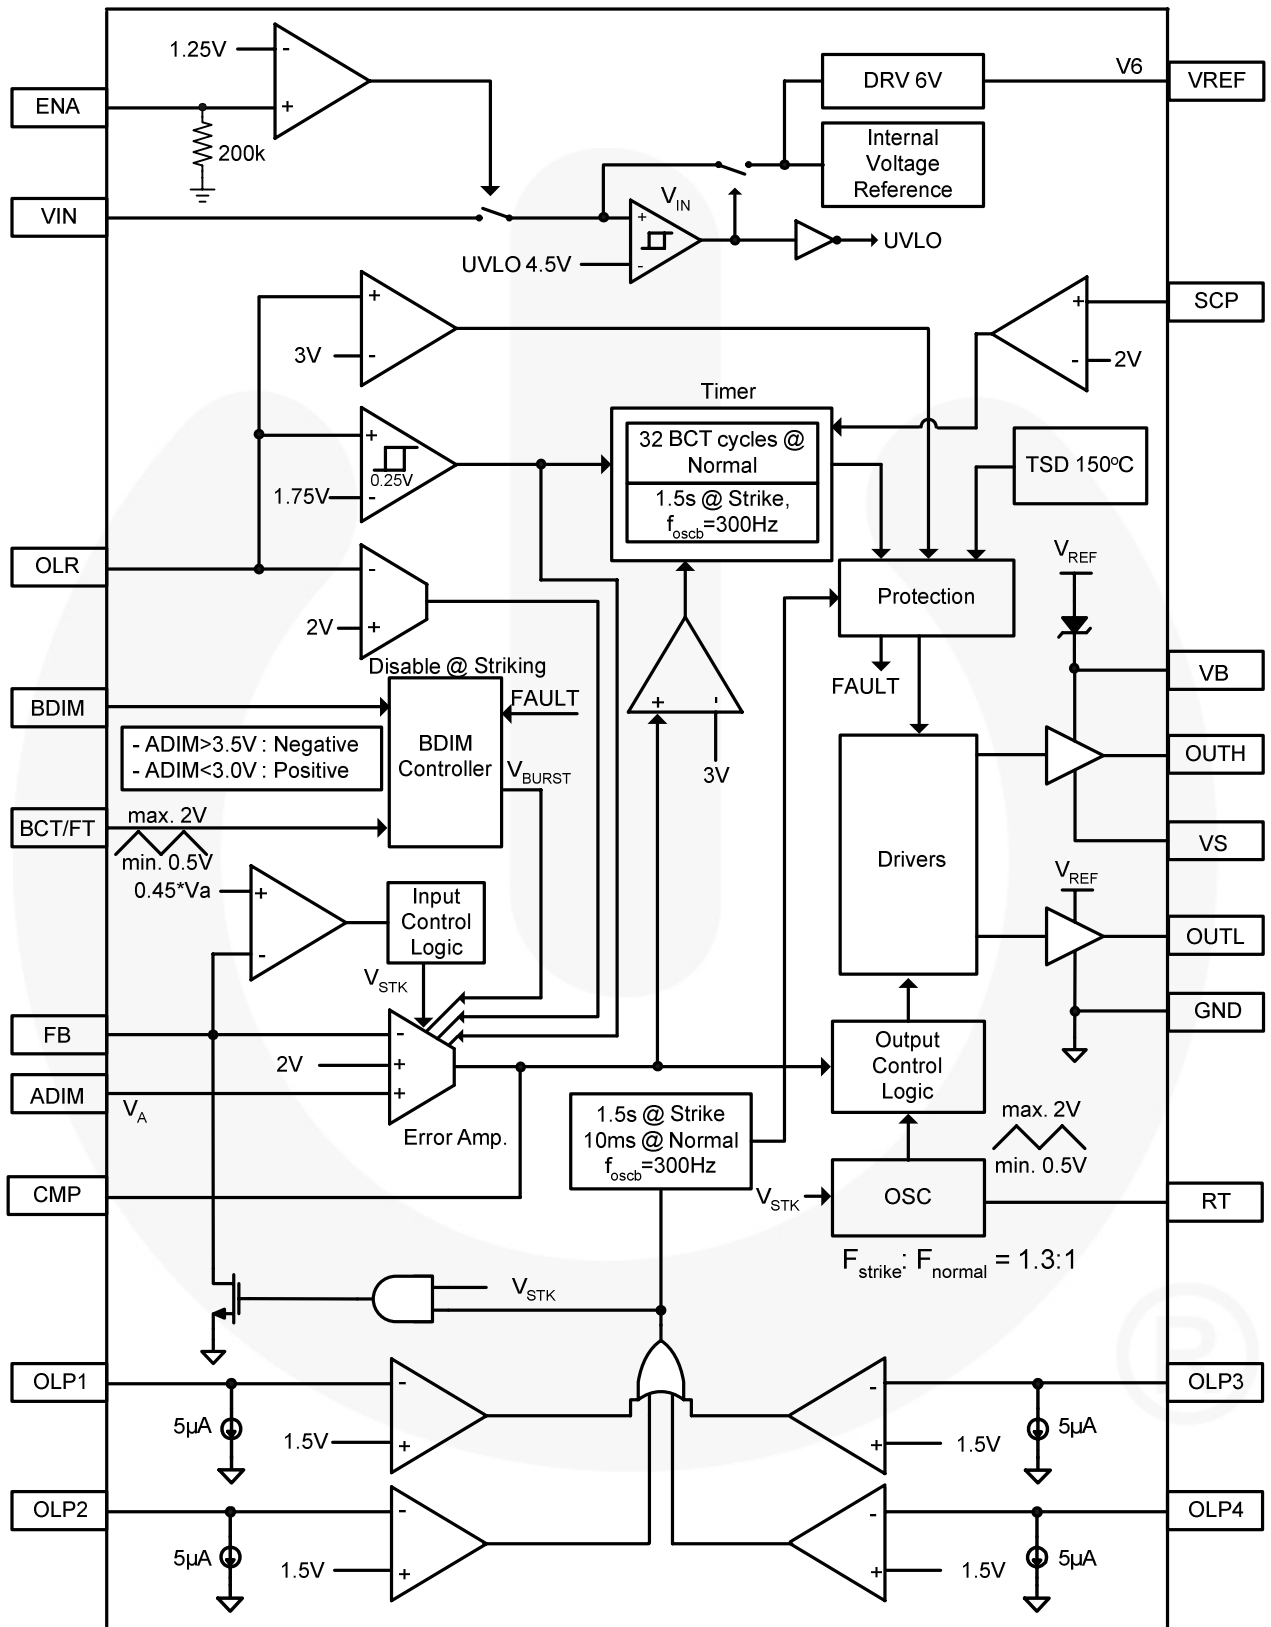 1.25V
-
+
ENA
200k
VIN
DRV 6V
V6
VREF
Internal
Voltage
Reference
VIN
+
-
UVLO 4.5V
UVLO
SCP
+
-
2V
+
-
3V
Timer
32 BCT cycles @
Normal
1.5s @ Strike,
foscb=300Hz
TSD 150oC
+
0.25V
1.75V
-
OLR
-
2V
+
VREF
Protection
FAULT
Disable @ Striking
FAULT
BDIM
- ADIM>3.5V : Negative
- ADIM<3.0V : Positive
BDIM
Controller
VBURST
+
-
3V
VB
OUTH
BCT/FT
max. 2V
min. 0.5V
VS
Drivers
0.45*Va
+
-
Input
Control
Logic
VSTK
VREF
OUTL
GND
FB
-
2V
+
+
ADIM
VA
Error Amp.
Output
Control
Logic
1.5s @ Strike
10ms @ Normal
foscb=300Hz
max. 2V
min. 0.5V
CMP
VSTK
OSC
RT
Fstrike: Fnormal = 1.3:1
VSTK
R
OLP1
-
5µA
1.5V
+
OLP3
-
5µA
1.5V
+
OLP2
-
5µA
1.5V
+
OLP4
-
5µA
1.5V
+